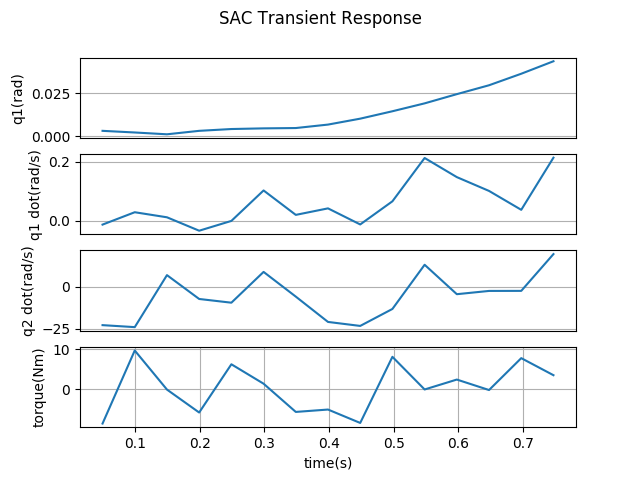 SAC Transient Response
q1(rad)
0.025
0.000
q1 dot(rad/s)
0.2
0.0
q2 dot(rad/s)
0
−25
torque(Nm)
10
0
0.1 0.2 0.3 0.4 0.5 0.6 0.7
time(s)